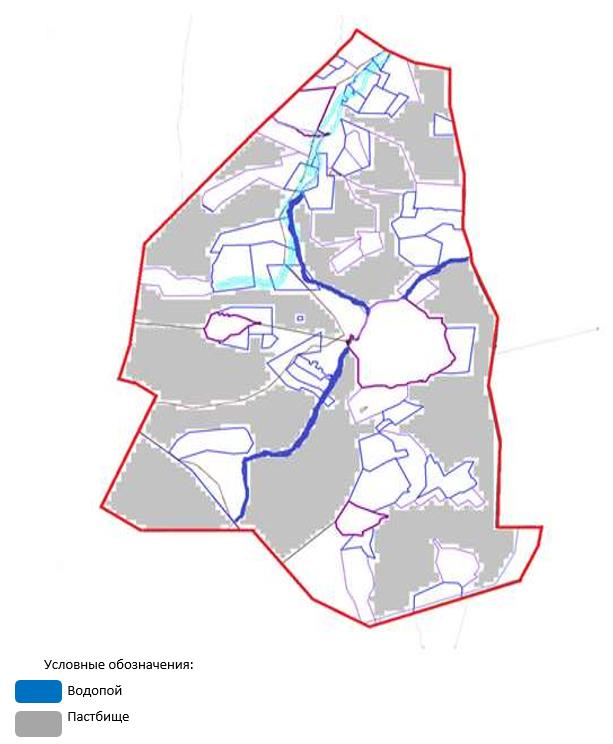 Условные обозначения:
Водопой
Пастбище